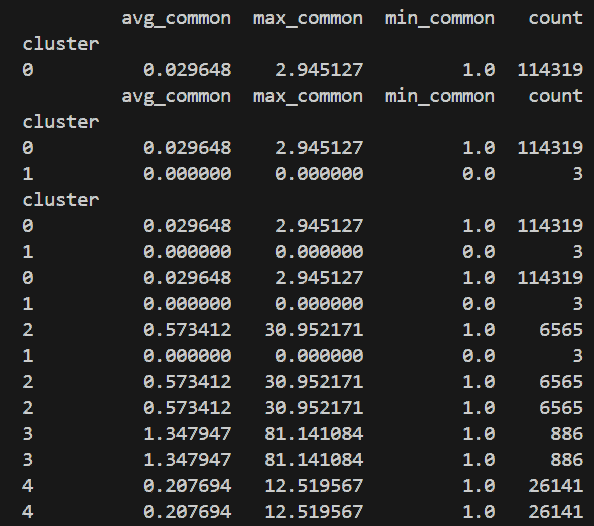 avg_common max_common min_common count
cluster
0 0.029648 2.945127 1.0 114319
avg_common max_common min_common count
cluster
0 0.029648 2.945127 1.0 114319
1 0.000000 0.000000 0.0 3
cluster
0 0.029648 2.945127 1.0 114319
1 0.000000 0.000000 0.0 3
0 0.029648 2.945127 1.0 114319
1 0.000000 0.000000 0.0 3
2 0.573412 30.952171 1.0 6565
1 0.000000 0.000000 0.0 3
2 0.573412 30.952171 1.0 6565
2 0.573412 30.952171 1.0 6565
3 1.347947 81.141084 1.0 886
3 1.347947 81.141084 1.0 886
4 0.207694 12.519567 1.0 26141
4 0.207694 12.519567 1.0 26141